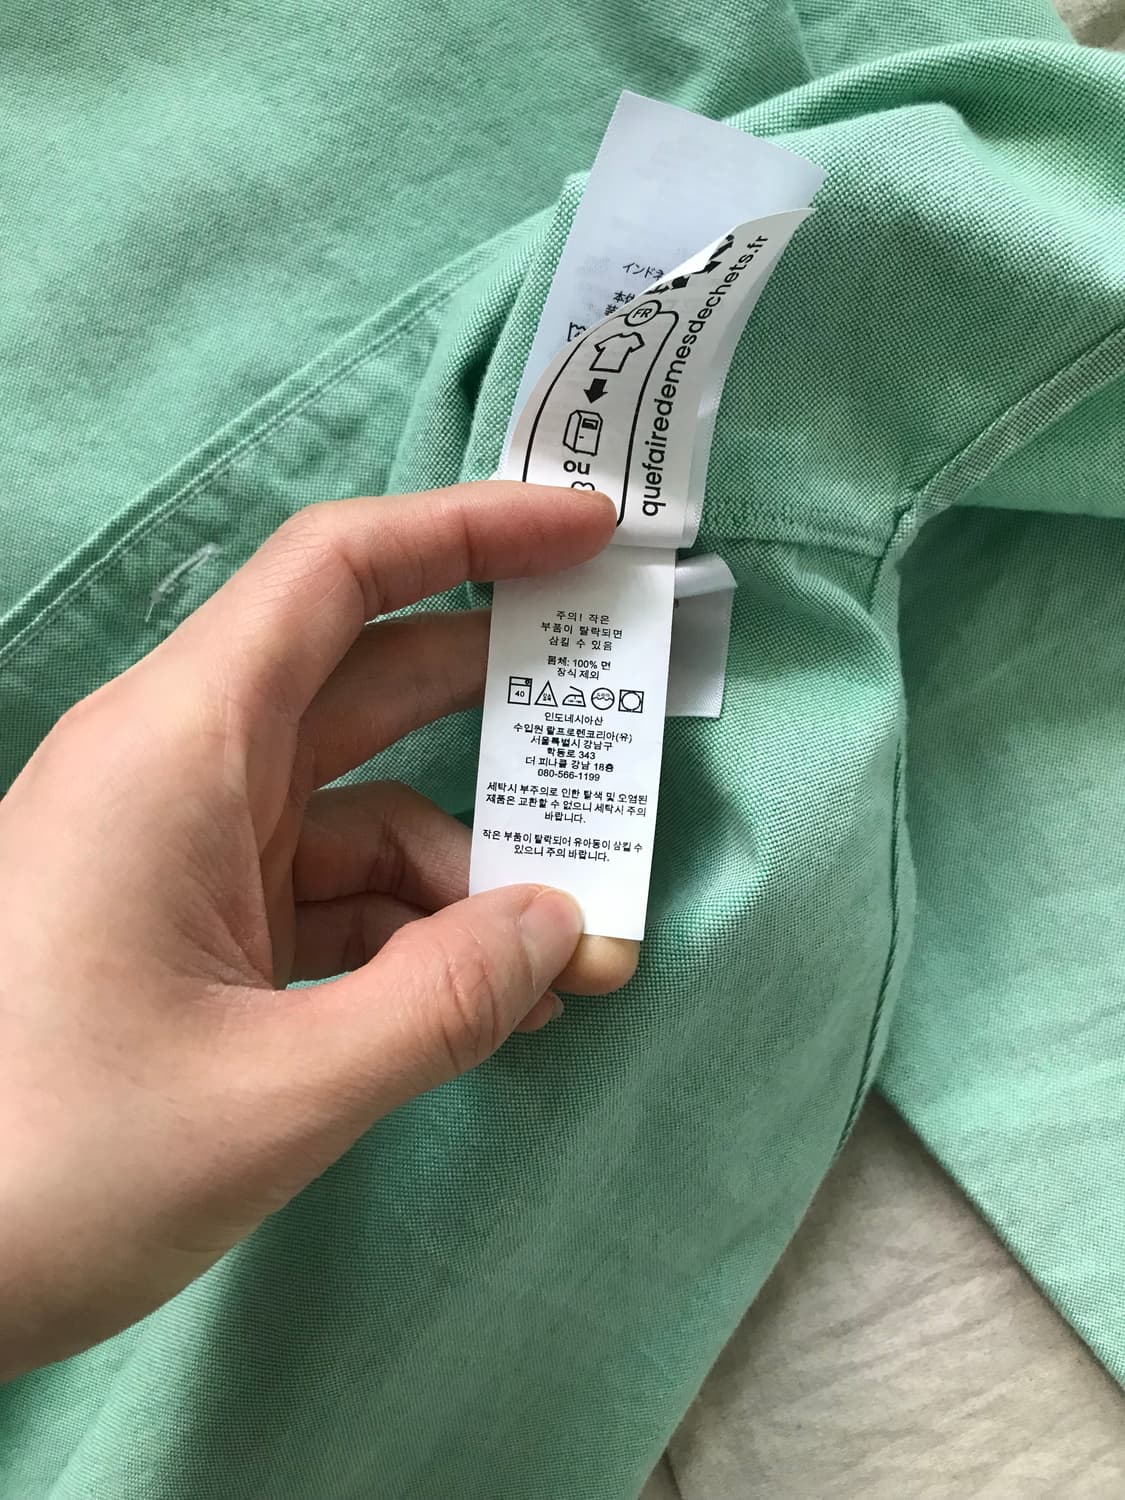 インドネ
本体
FR
OU
quefairedemesdechets.fr
주의! 작은
부품이 탈락되면
삼킬 수 있음
몸체: 100% 면
장식 제외
40
인도네시아산
수입원 랄프로렌코리아(유)
서울특별시 강남구
학동로 343
더 피나클 강남 18층
080-566-1199
세탁시 부주의로 인한 탈색 및 오염된
제품은 교환할 수 없으니 세탁시 주의
바랍니다.
작은 부품이 탈락되어 유아동이 삼킬 수
있으니 주의 바랍니다.